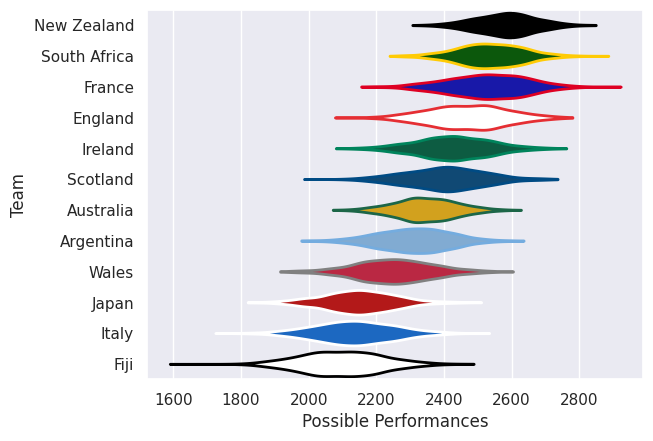 New Zealand
South Africa
France
England
Ireland
Scotland
Australia
Argentina
Wales
Japan
Italy
Fiji
Team
1600 1800 2000 2200 2400 2600 2800
Possible Performances